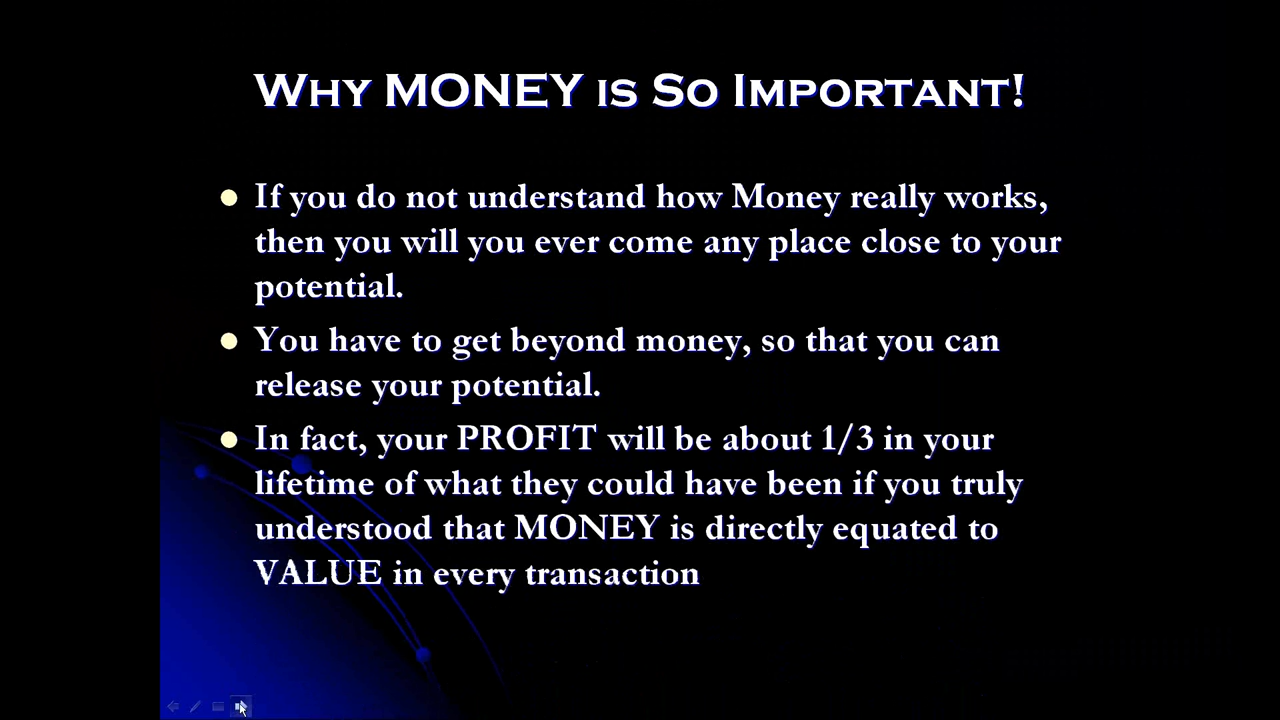 Why MONEY is So Important!
If you do not understand how Money really works,
then you will you ever come any place close to your
potential.
You have to get beyond money, so that you can
release your potential.
In fact, your PROFIT will be about 1/3 in your
lifetime of what they could have been if you truly
understood that MONEY is directly equated to
VALUE in every transaction